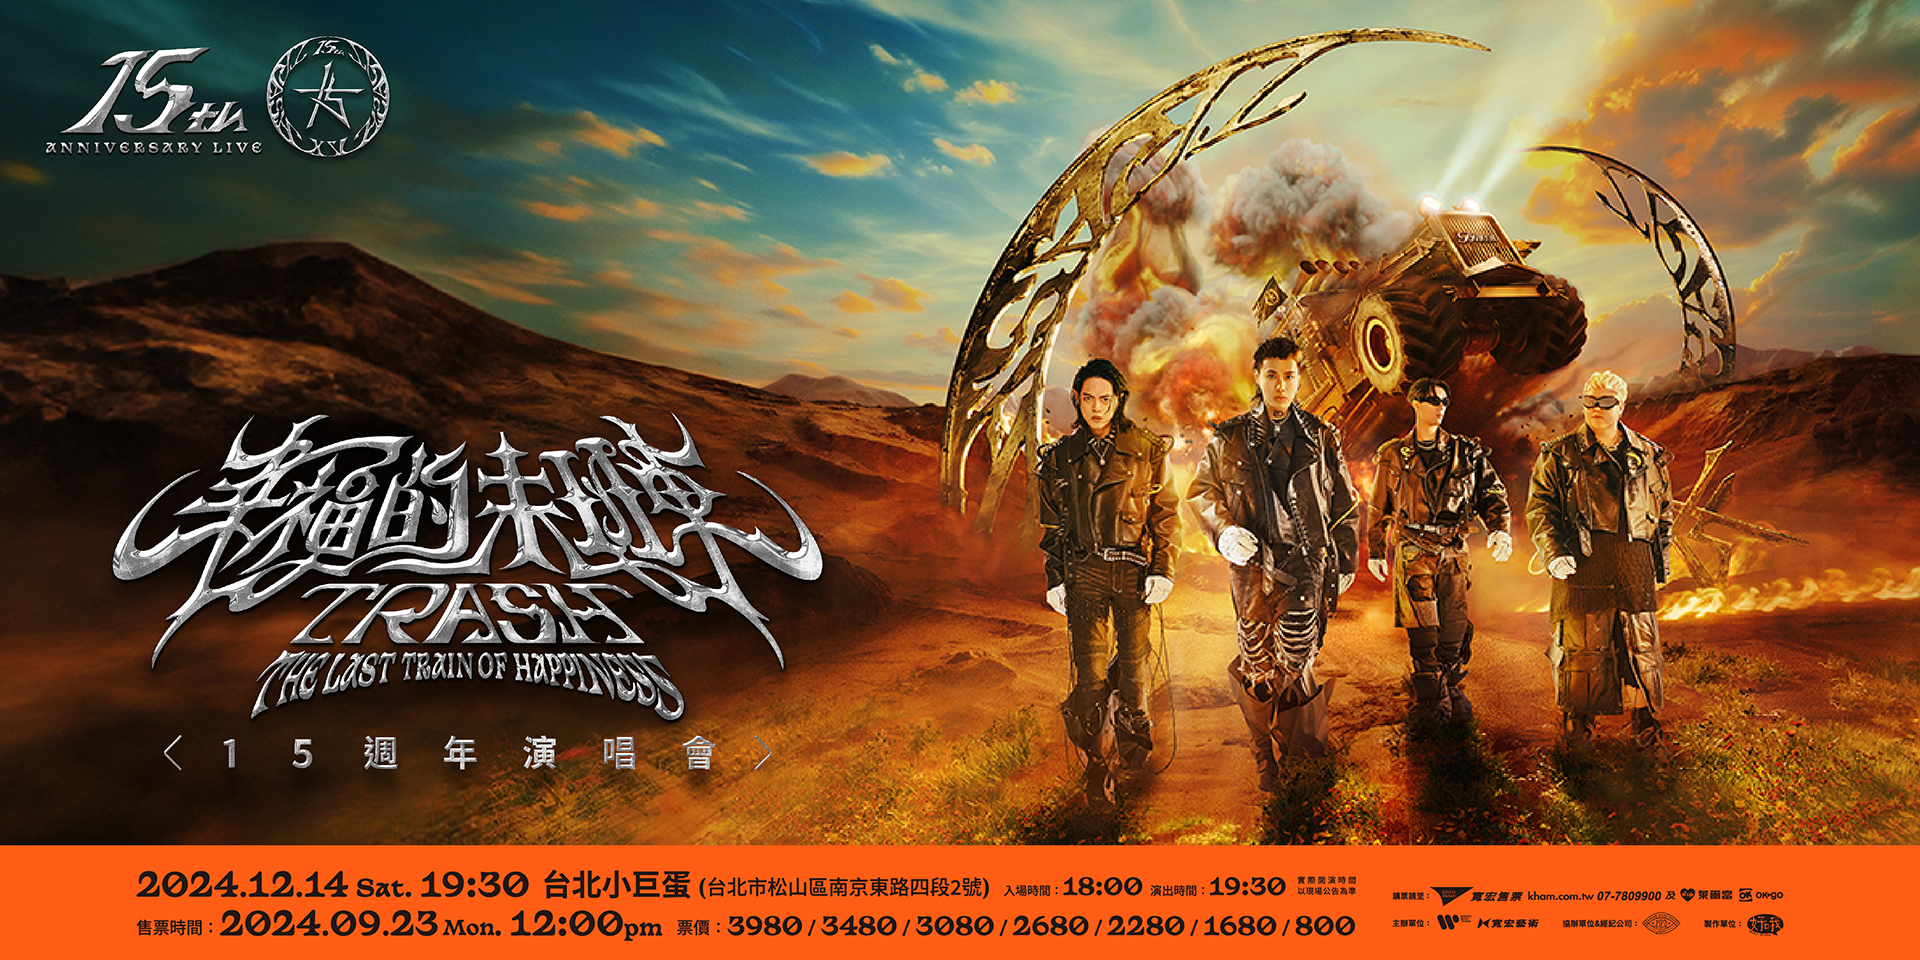 15th
ANNIVERSARY LIVE
15th
XV
幸福的末班車
TRASH
THE LAST TRAIN OF HAPPINESS
〈15週年演唱會〉
2024.12.14 Sat. 19:30 台北小巨蛋 (台北市松山區南京東路四段2號) 入場時間:18:00 演出時間:19:30 實際開演時間
以現場公告為準
售票時間:2024.09.23 Mon. 12:00pm 票價:3980 / 3480 / 3080 / 2680 / 2280 / 1680 / 800
購票請至: 寬宏售票 kham.com.tw 07-7809900 及 萊爾富 OK•go
主辦單位: 寬宏藝術 協辦單位&經紀公司: 製作單位: